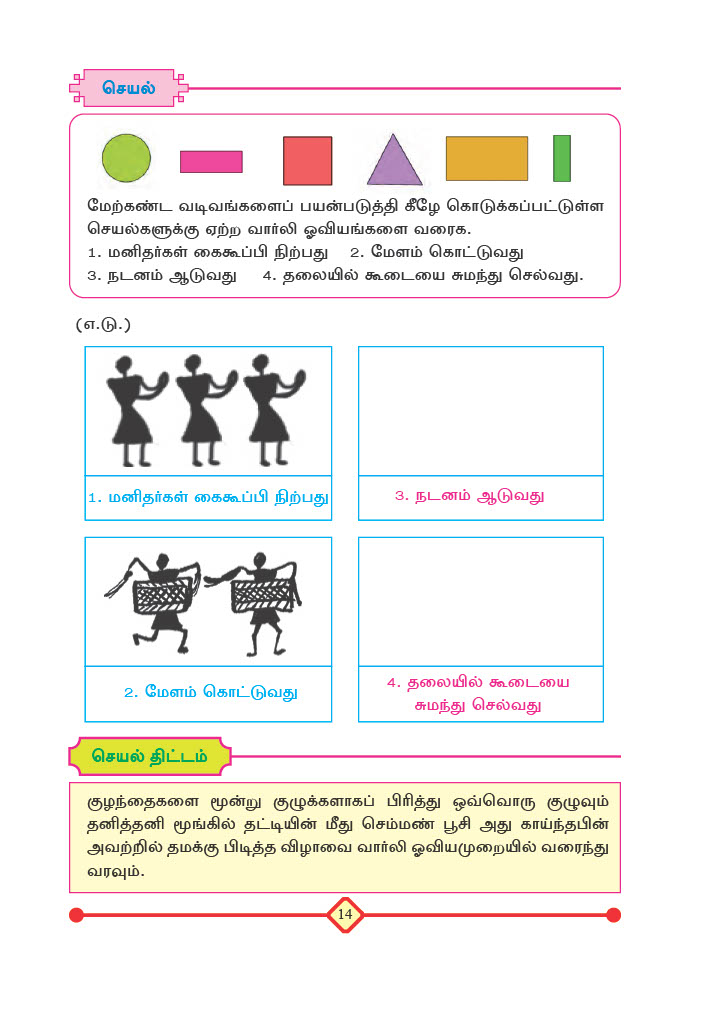 செயல்
மேற்கண்ட வடிவங்களைப் பயன்படுத்தி கீழே கொடுக்கப்பட்டுள்ள
செயல்களுக்கு ஏற்ற வார்லி ஓவியங்களை வரைக.
1. மனிதர்கள் கைகூப்பி நிற்பது 2. மேளம் கொட்டுவது
3. நடனம் ஆடுவது 4. தலையில் கூடையை சுமந்து செல்வது.
(எ.டு.)
1. மனிதர்கள் கைகூப்பி நிற்பது
3. நடனம் ஆடுவது
2. மேளம் கொட்டுவது
4. தலையில் கூடையை
சுமந்து செல்வது
செயல் திட்டம்
குழந்தைகளை மூன்று குழுக்களாகப் பிரித்து ஒவ்வொரு குழுவும்
தனித்தனி மூங்கில் தட்டியின் மீது செம்மண் பூசி அது காய்ந்தபின்
அவற்றில் தமக்கு பிடித்த விழாவை வார்லி ஓவியமுறையில் வரைந்து
வரவும்.
14